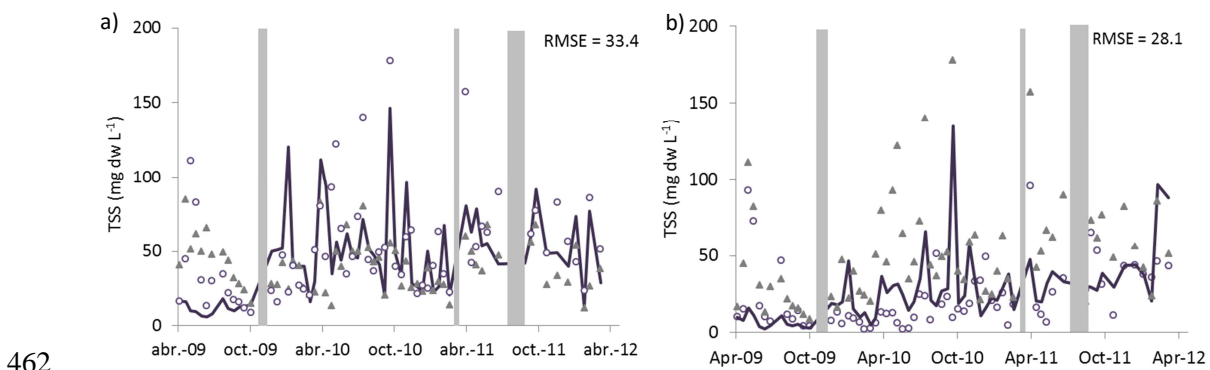 a)
200
150
100
50
0
TSS (mg dw L⁻¹)
RMSE = 33.4
abr.-09 oct.-09 abr.-10 oct.-10 abr.-11 oct.-11 abr.-12
b)
200
150
100
50
0
TSS (mg dw L⁻¹)
RMSE = 28.1
Apr-09 Oct-09 Apr-10 Oct-10 Apr-11 Oct-11 Apr-12
462